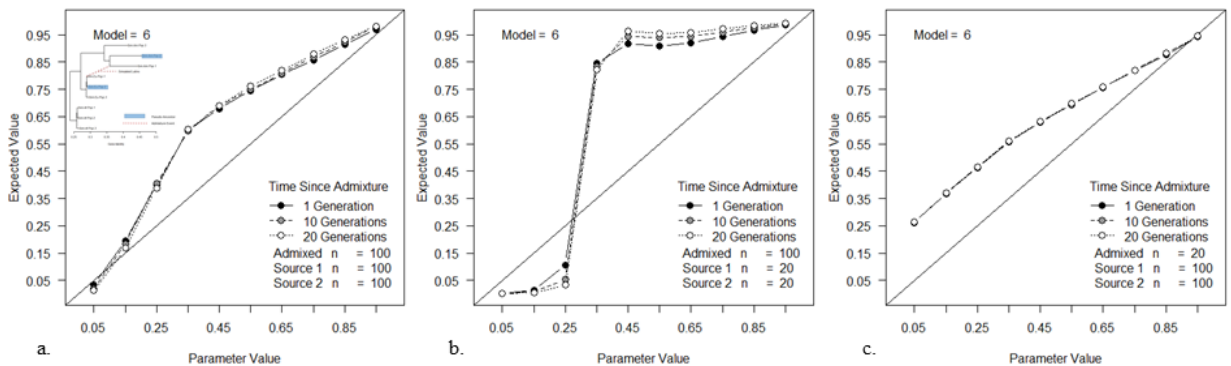 Model = 6
Expected Value
0.95
0.85
0.75
0.65
0.55
0.45
0.35
0.25
0.15
0.05
Time Since Admixture
1 Generation
10 Generations
20 Generations
Admixed n = 100
Source 1 n = 100
Source 2 n = 100
0.05 0.25 0.45 0.65 0.85
Parameter Value
a.
Model = 6
Expected Value
0.95
0.85
0.75
0.65
0.55
0.45
0.35
0.25
0.15
0.05
Time Since Admixture
1 Generation
10 Generations
20 Generations
Admixed n = 100
Source 1 n = 20
Source 2 n = 20
0.05 0.25 0.45 0.65 0.85
Parameter Value
b.
Model = 6
Expected Value
0.95
0.85
0.75
0.65
0.55
0.45
0.35
0.25
0.15
0.05
Time Since Admixture
1 Generation
10 Generations
20 Generations
Admixed n = 20
Source 1 n = 100
Source 2 n = 100
0.05 0.25 0.45 0.65 0.85
Parameter Value
c.